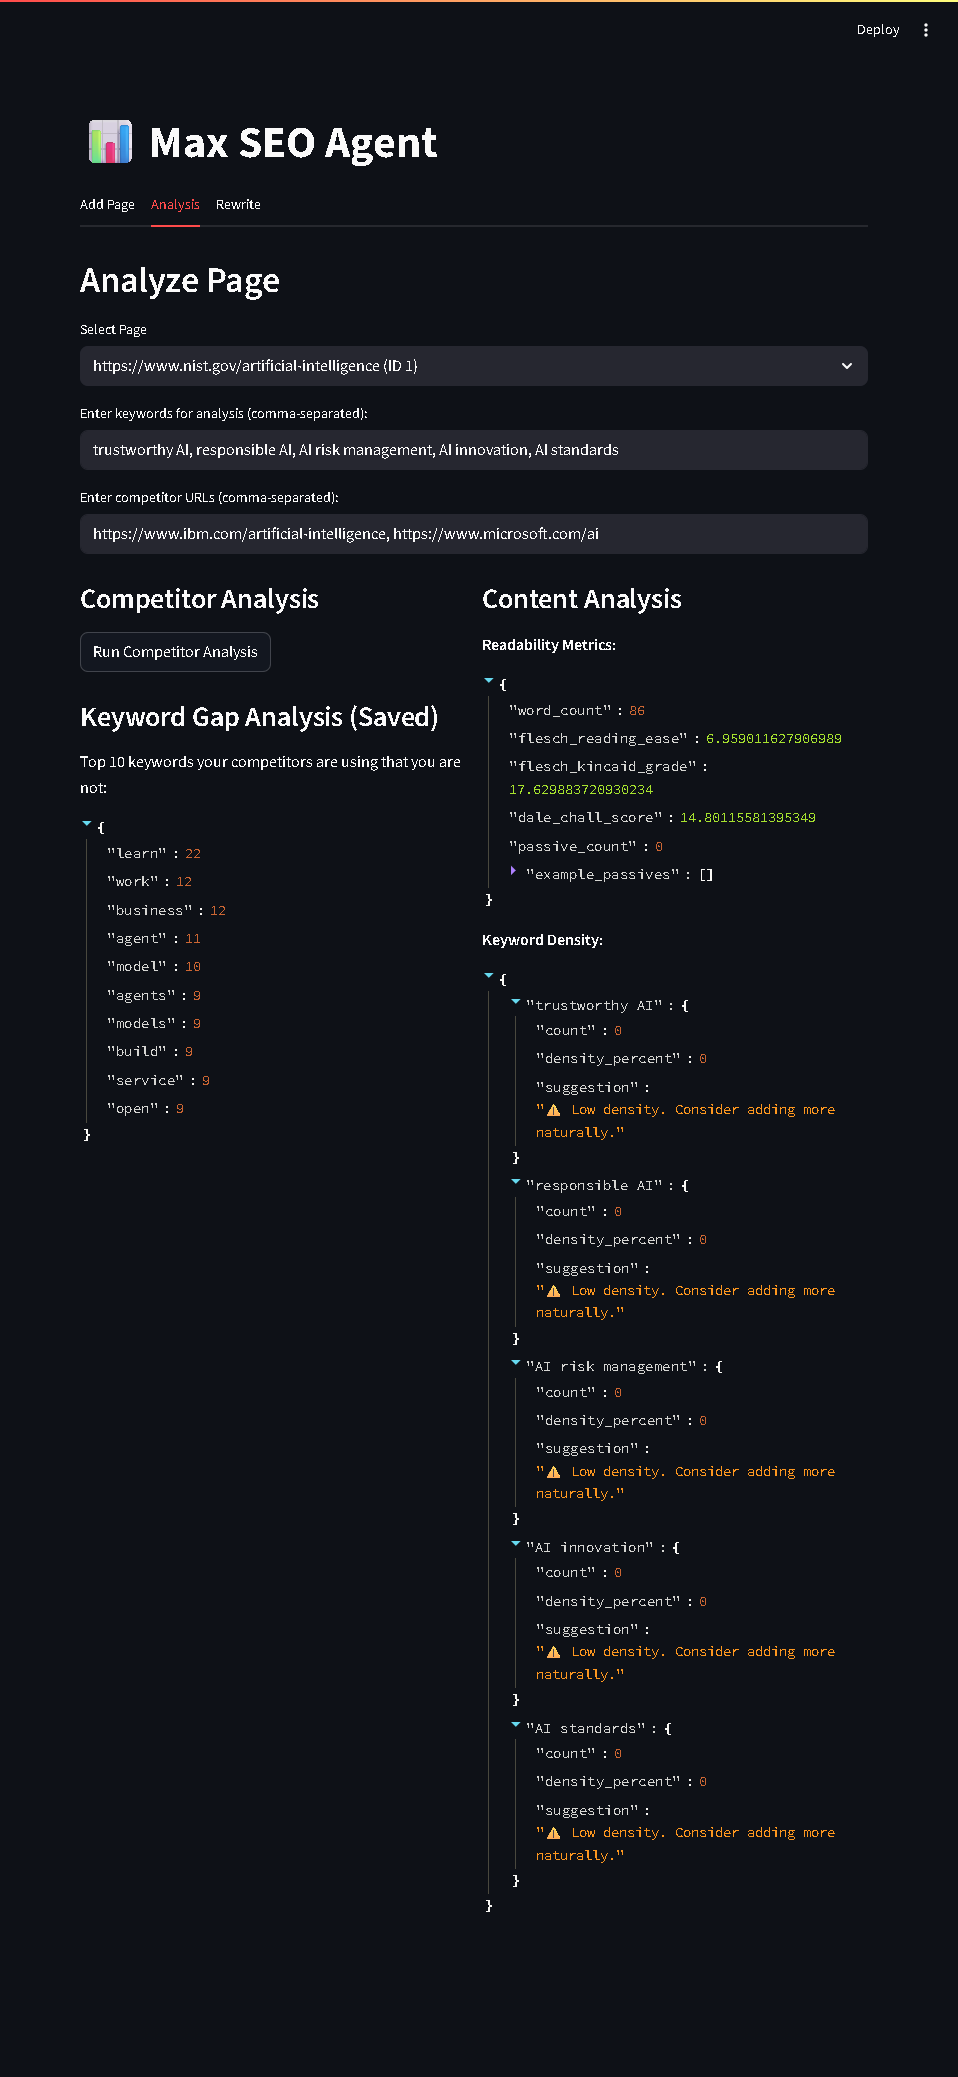 Deploy
Max SEO Agent
Add Page Analysis Rewrite
Analyze Page
Select Page
https://www.nist.gov/artificial-intelligence (ID 1)
Enter keywords for analysis (comma-separated):
trustworthy AI, responsible AI, AI risk management, AI innovation, AI standards
Enter competitor URLs (comma-separated):
https://www.ibm.com/artificial-intelligence, https://www.microsoft.com/ai
Competitor Analysis
Run Competitor Analysis
Keyword Gap Analysis (Saved)
Top 10 keywords your competitors are using that you are
not:
{
"learn" : 22
"work" : 12
"business" : 12
"agent" : 11
"model" : 10
"agents" : 9
"models" : 9
"build" : 9
"service" : 9
"open" : 9
}
Content Analysis
Readability Metrics:
{
"word_count" : 86
"flesch_reading_ease" : 6.959011627906989
"flesch_kincaid_grade" :
17.629883720930234
"dale_chall_score" : 14.80115581395349
"passive_count" : 0
"example_passives" : []
}
Keyword Density:
{
"trustworthy AI" : {
"count" : 0
"density_percent" : 0
"suggestion" :
"⚠ Low density. Consider adding more
naturally."
}
"responsible AI" : {
"count" : 0
"density_percent" : 0
"suggestion" :
"⚠ Low density. Consider adding more
naturally."
}
"AI risk management" : {
"count" : 0
"density_percent" : 0
"suggestion" :
"⚠ Low density. Consider adding more
naturally."
}
"AI innovation" : {
"count" : 0
"density_percent" : 0
"suggestion" :
"⚠ Low density. Consider adding more
naturally."
}
"AI standards" : {
"count" : 0
"density_percent" : 0
"suggestion" :
"⚠ Low density. Consider adding more
naturally."
}
}